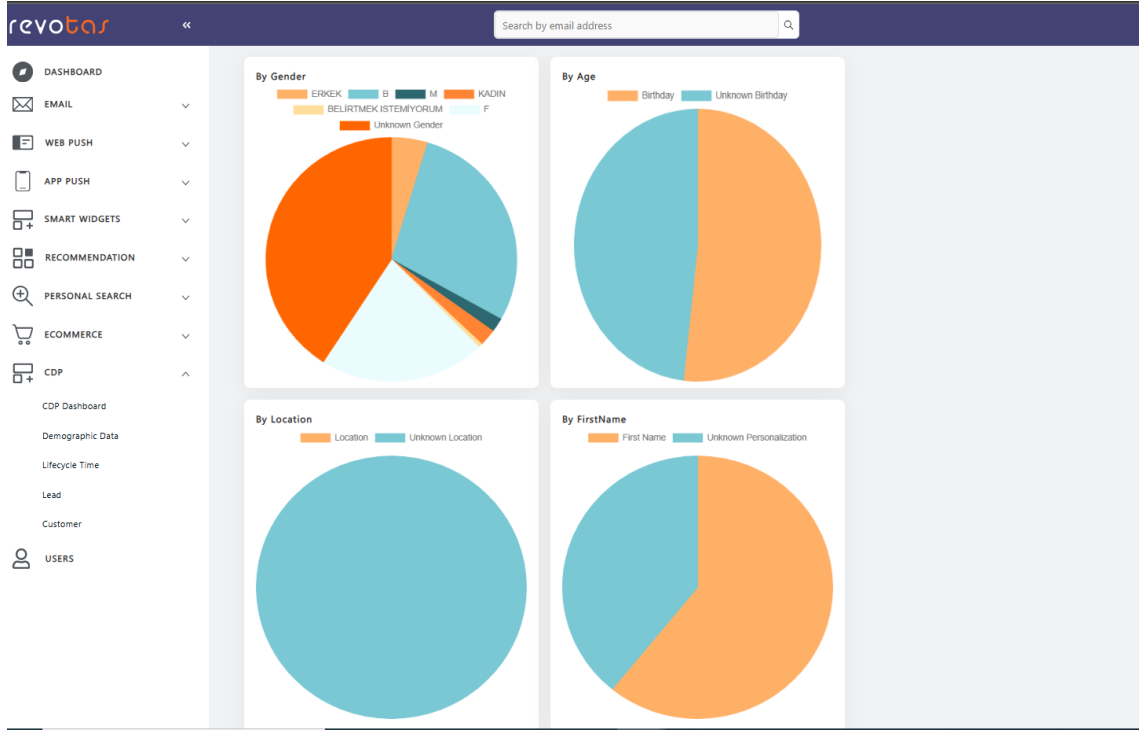 revotas
«
Search by email address
DASHBOARD
EMAIL
WEB PUSH
APP PUSH
SMART WIDGETS
RECOMMENDATION
PERSONAL SEARCH
ECOMMERCE
CDP
CDP Dashboard
Demographic Data
Lifecycle Time
Lead
Customer
USERS
By Gender
ERKEK B M KADIN
BELİRTMEK ISTEMİYORUM F
Unknown Gender
By Age
Birthday Unknown Birthday
By Location
Location Unknown Location
By FirstName
First Name Unknown Personalization